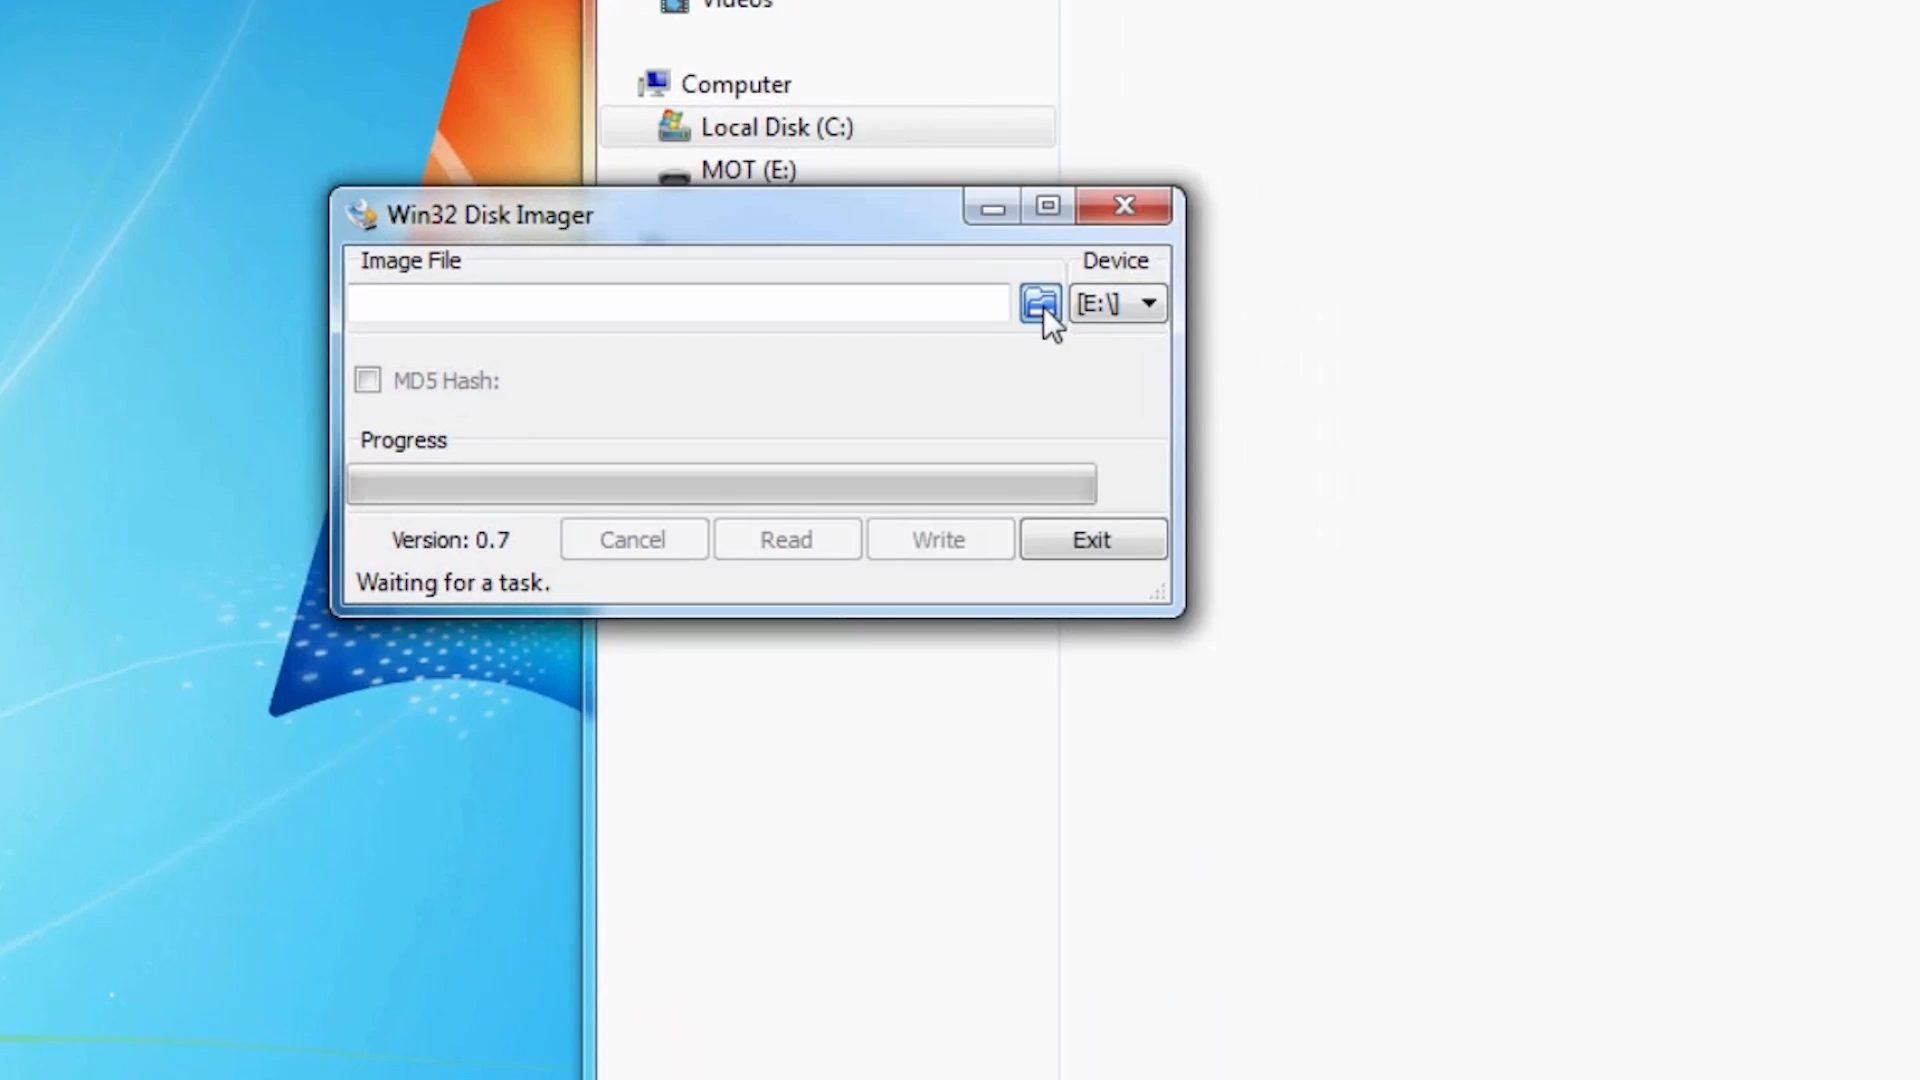 Videos
Computer
Local Disk (C:)
MOT (E:)
Win32 Disk Imager
Image File
Device
[E:\]
MD5 Hash:
Progress
Version: 0.7
Cancel
Read
Write
Exit
Waiting for a task.